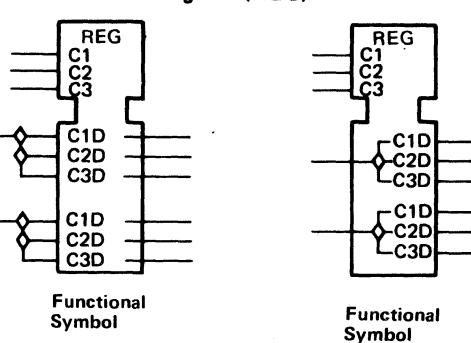 REG
C1
C2
C3
C1D
C2D
C3D
C1D
C2D
C3D
Functional
Symbol
REG
C1
C2
C3
C1D
C2D
C3D
C1D
C2D
C3D
Functional
Symbol